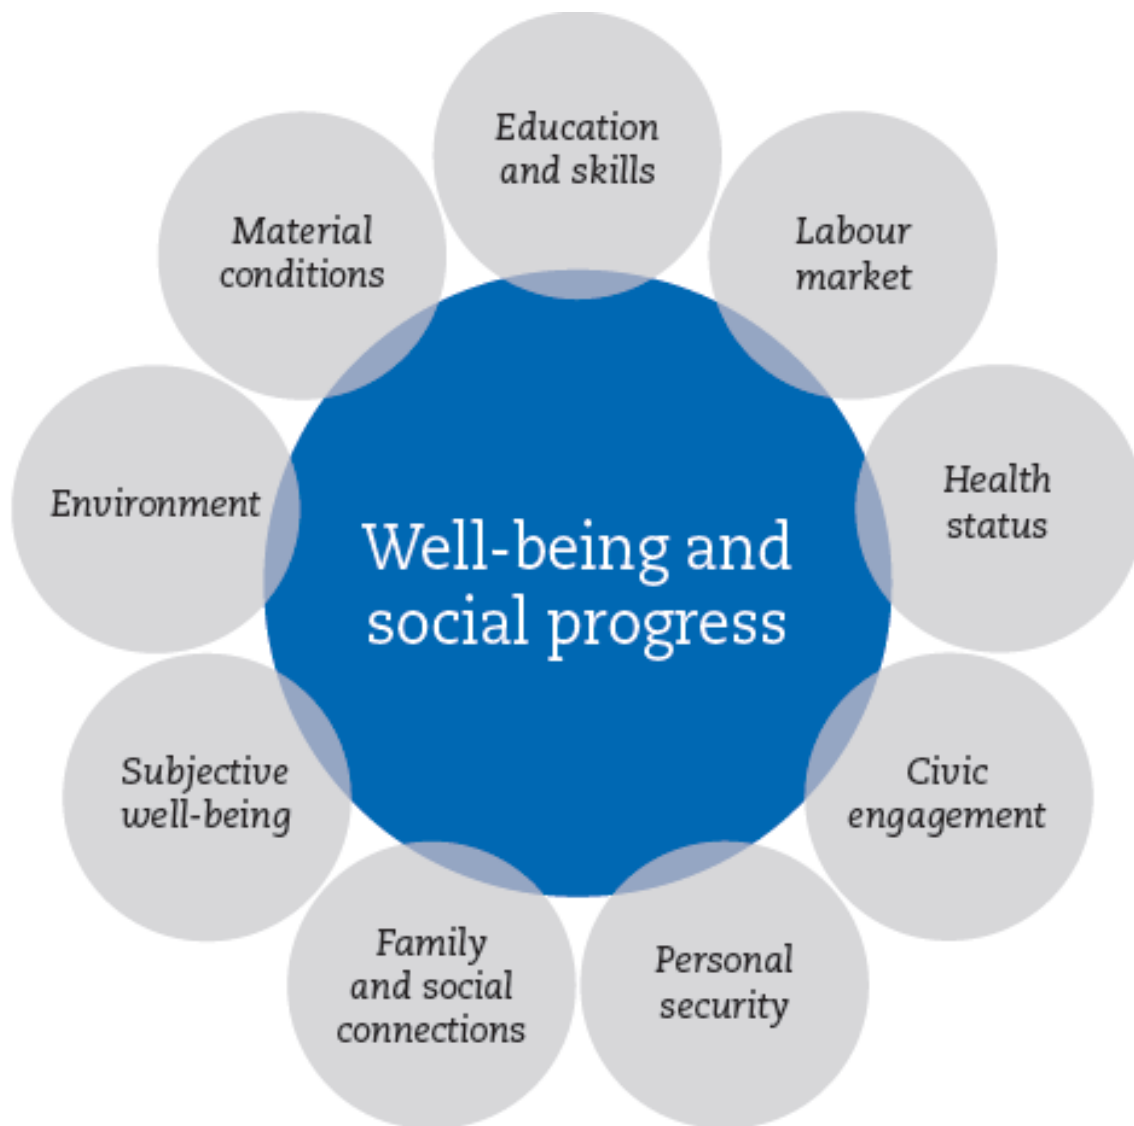 Education
and skills
Labour
market
Health
status
Civic
engagement
Personal
security
Family
and social
connections
Subjective
well-being
Environment
Material
conditions
Well-being and
social progress